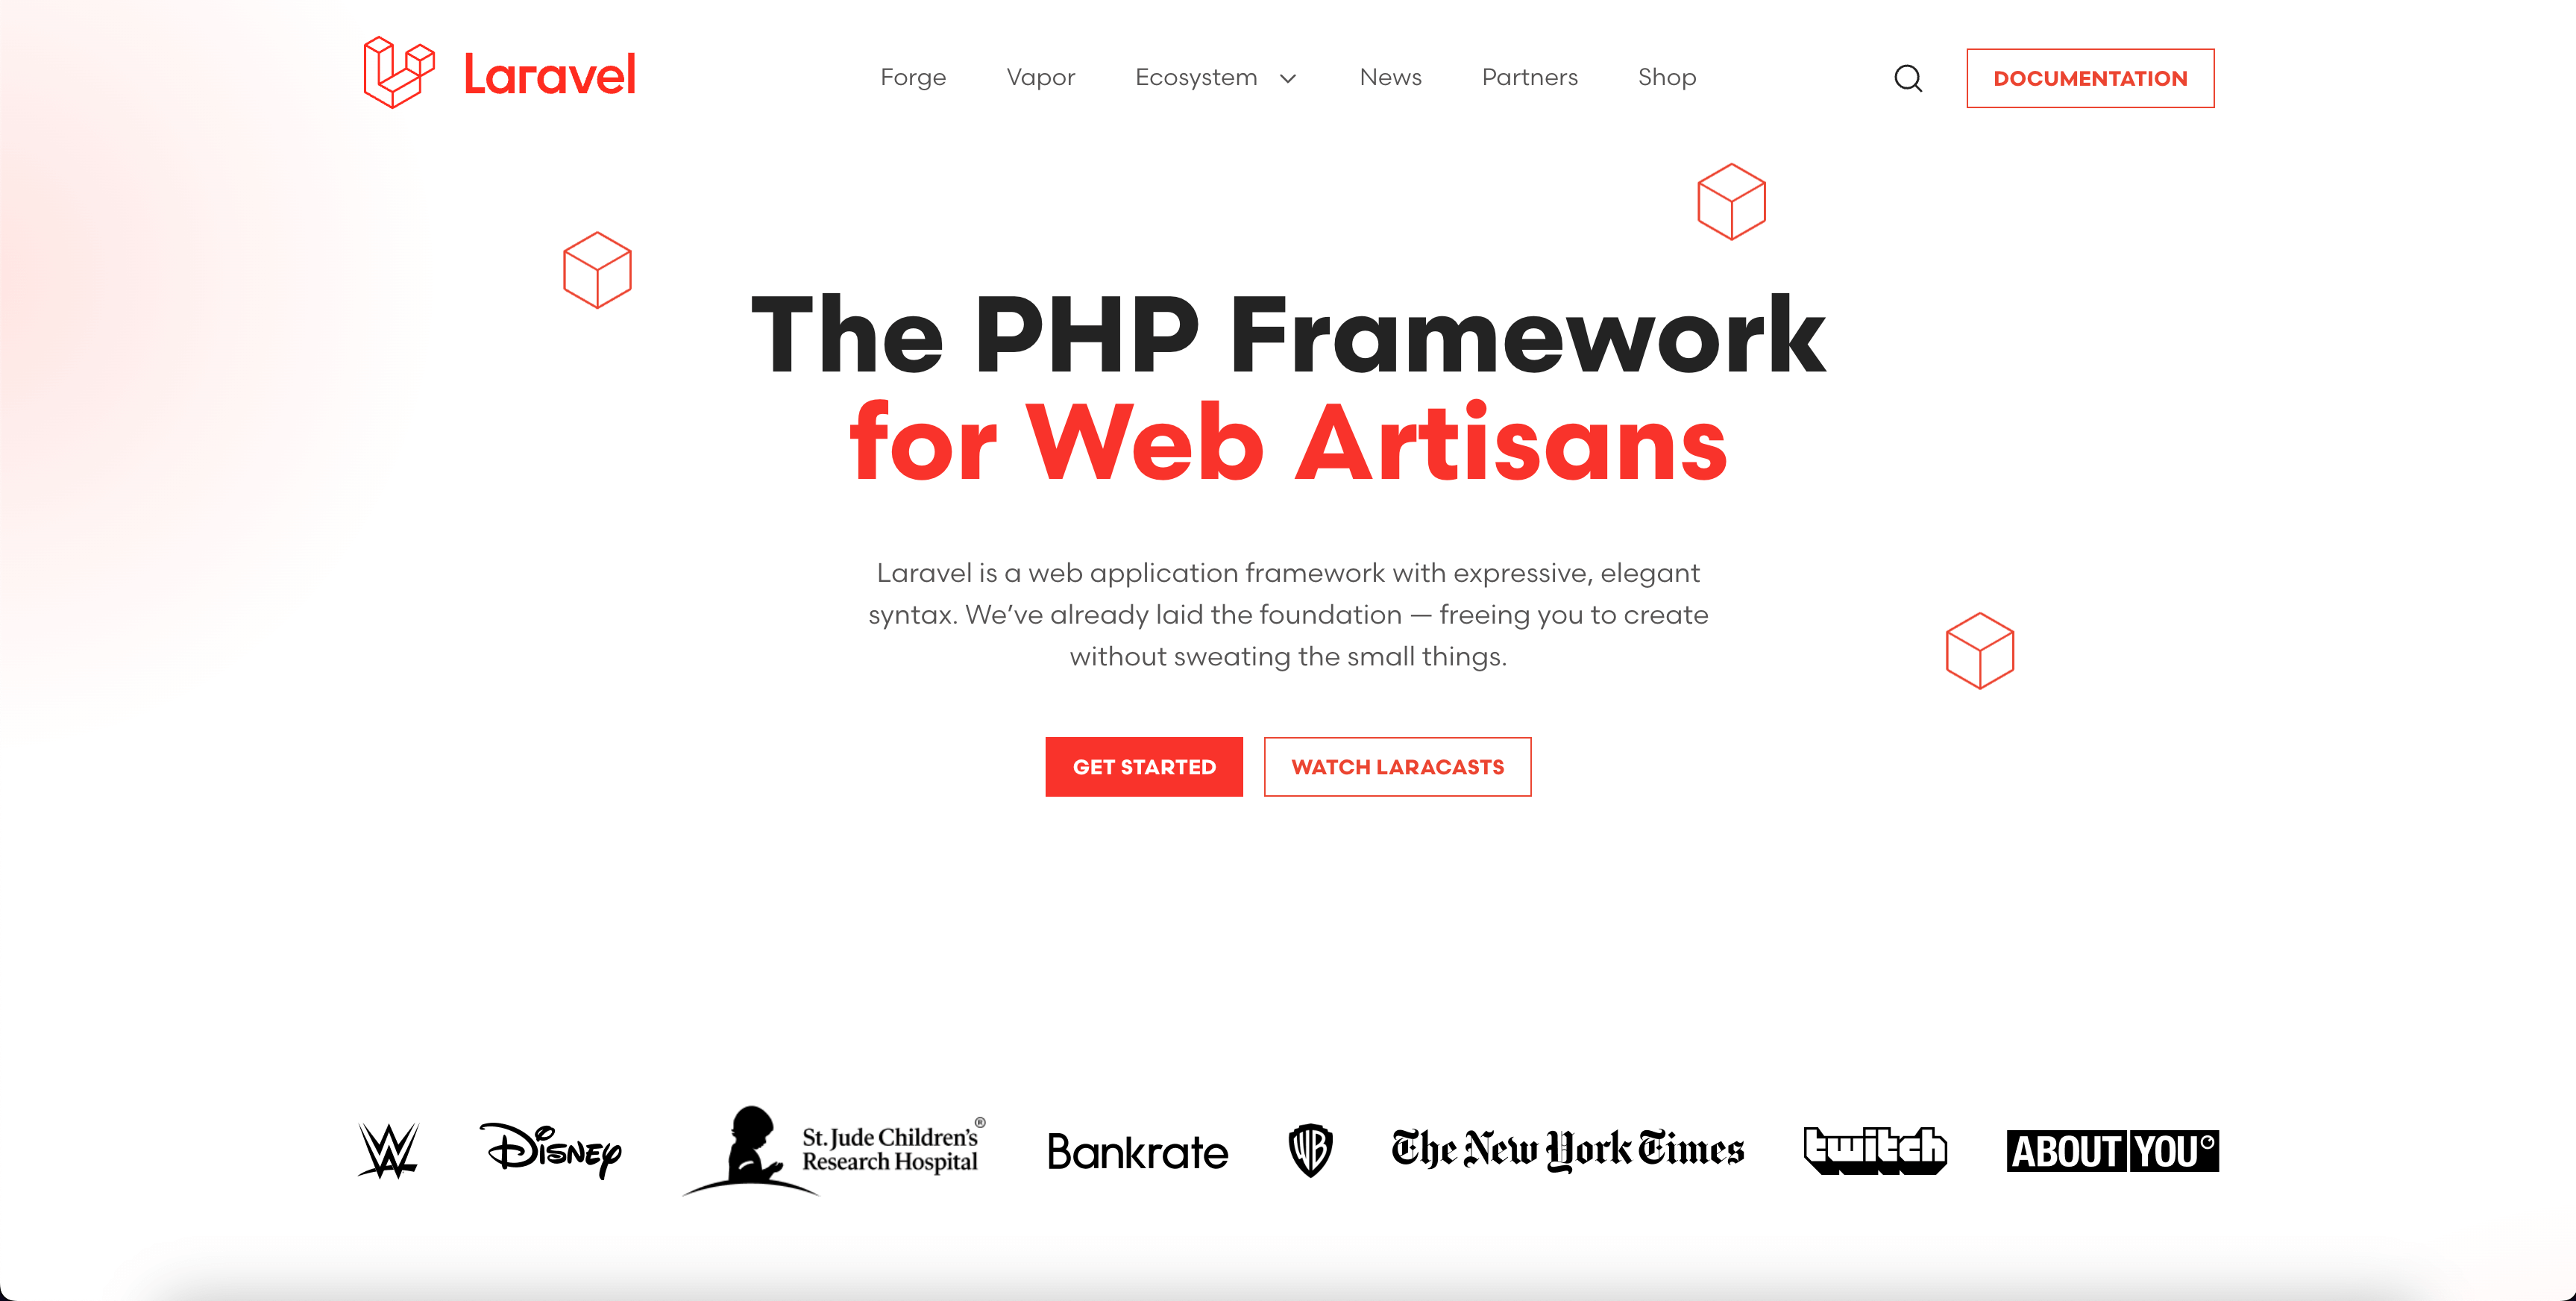 Laravel
Forge
Vapor
Ecosystem
News
Partners
Shop
DOCUMENTATION
The PHP Framework
for Web Artisans
Laravel is a web application framework with expressive, elegant
syntax. We’ve already laid the foundation — freeing you to create
without sweating the small things.
GET STARTED
WATCH LARACASTS
W
DISNEY
St. Jude Children’s®
Research Hospital
Bankrate
WB
The New York Times
twitch
ABOUT YOU